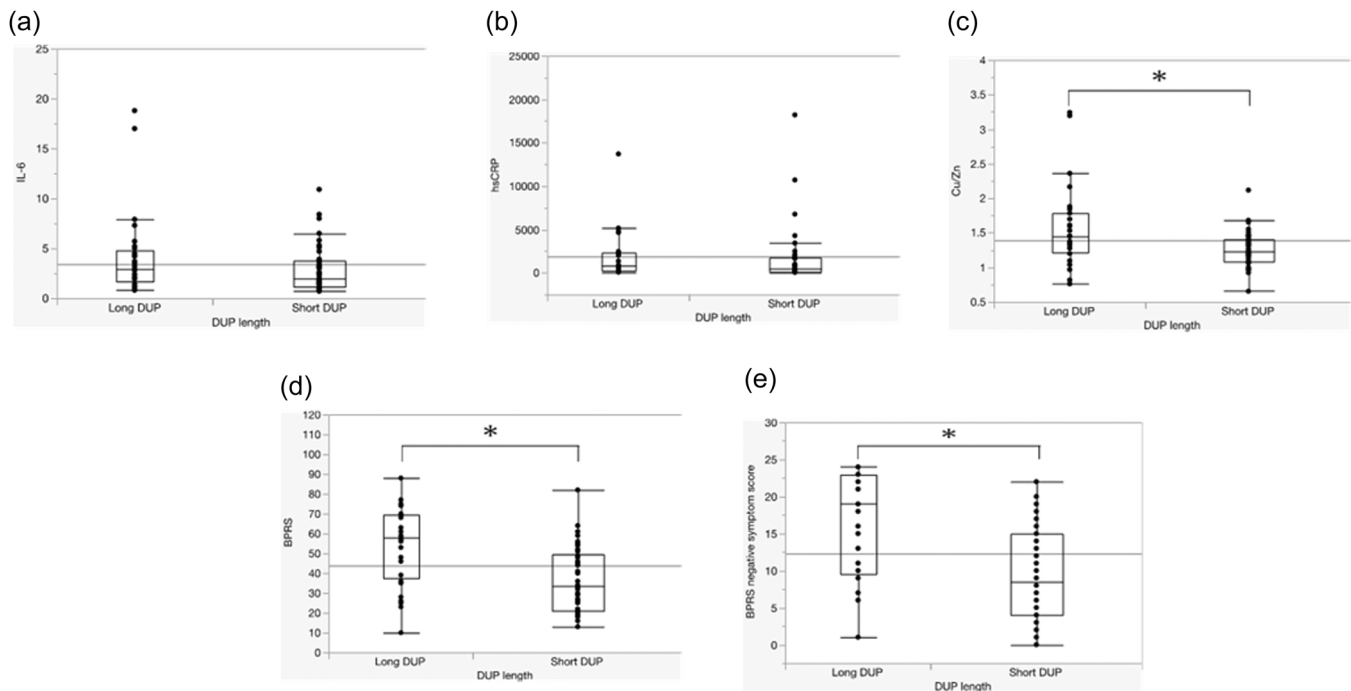 (a)
25
20
15
10
5
0
IL-6
Long DUP
Short DUP
DUP length
(b)
25000
20000
15000
10000
5000
0
hsCRP
Long DUP
Short DUP
DUP length
(c)
4
3.5
3
2.5
2
1.5
1
0.5
Cu/Zn
*
Long DUP
Short DUP
DUP length
(d)
120
110
100
90
80
70
60
50
40
30
20
10
0
BPRS
*
Long DUP
Short DUP
DUP length
(e)
30
25
20
15
10
5
0
BPRS negative symptom score
*
Long DUP
Short DUP
DUP length